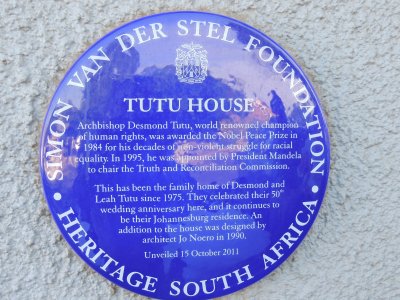 SIMON VAN DER STEL FOUNDATION
TUTU HOUSE
Archbishop Desmond Tutu, world renowned champion
of human rights, was awarded the Nobel Peace Prize in
1984 for his decades of non-violent struggle for racial
equality. In 1995, he was appointed by President Mandela
to chair the Truth and Reconciliation Commission.
This has been the family home of Desmond and
Leah Tutu since 1975. They celebrated their 50th
wedding anniversary here, and it continues to
be their Johannesburg residence. An
addition to the house was designed by
architect Jo Noero in 1990.
Unveiled 15 October 2011
• HERITAGE SOUTH AFRICA •